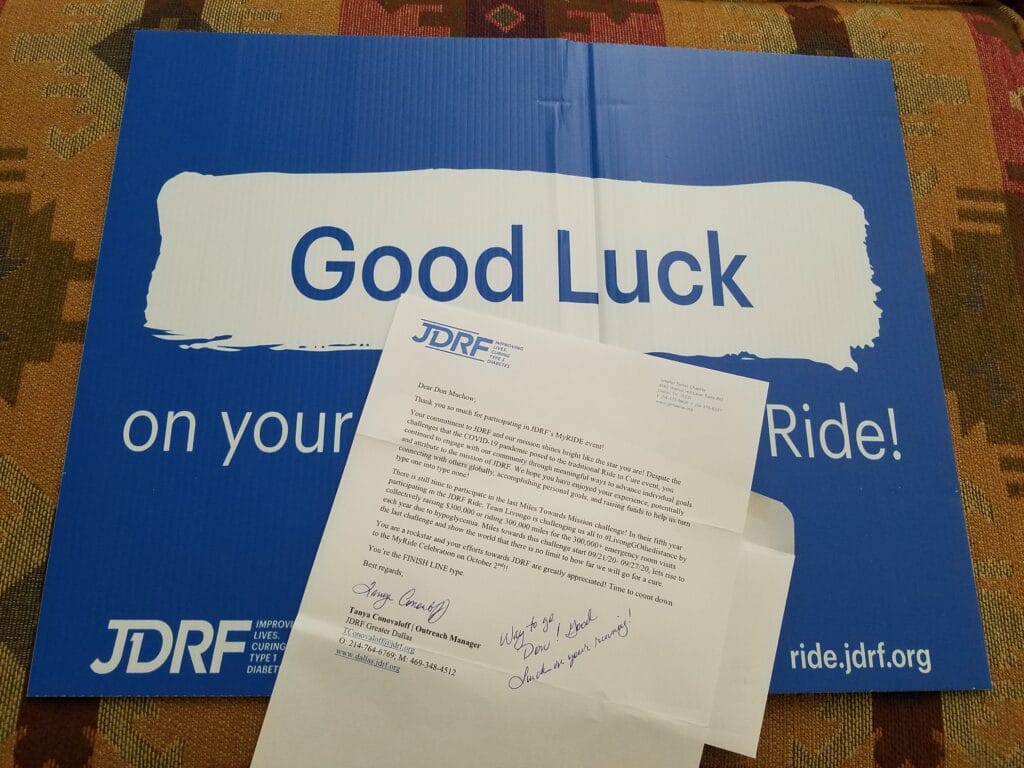 Good Luck
on your
Ride!
JDRF IMPROVING
LIVES.
CURING
TYPE 1
DIABETES
Dear Don Muchow,
Thank you so much for participating in JDRF's MyRIDE event!
Your commitment to JDRF and our mission shines bright like the star you are! Despite the
challenges that the COVID-19 pandemic posed to the traditional Ride to Cure event, you
continued to engage with our community through meaningful ways to advance individual goals
and attribute to the mission of JDRF. We hope you have enjoyed your experience, potentially
connecting with others globally, accomplishing personal goals, and raising funds to help us turn
type one into type none!
There is still time to participate in the last Miles Towards Mission challenge! In their fifth year
participating in the JDRF Ride, Team Livongo is challenging us all to #LivongGOthedistance by
collectively raising $300,000 or riding 300,000 miles for the 300,000+ emergency room visits
each year due to hypoglycemia. Miles towards this challenge start 09/21/20- 09/27/20, lets rise to
the last challenge and show the world that there is no limit to how far we will go for a cure.
You are a rockstar and your efforts towards JDRF are greatly appreciated! Time to count down
to the MyRide Celebration on October 2nd!!
You're the FINISH LINE type.
Best regards,
Tanya Conovaloff
Tanya Conovaloff | Outreach Manager
JDRF Greater Dallas
TConovaloff@jdrf.org
O: 214-764-6769; M: 469-348-4512
www.dallas.jdrf.org
Way to go
Don! Good
Luck on your running!
JDRF IMPROVING
LIVES.
CURING
TYPE 1
DIABETES
ride.jdrf.org